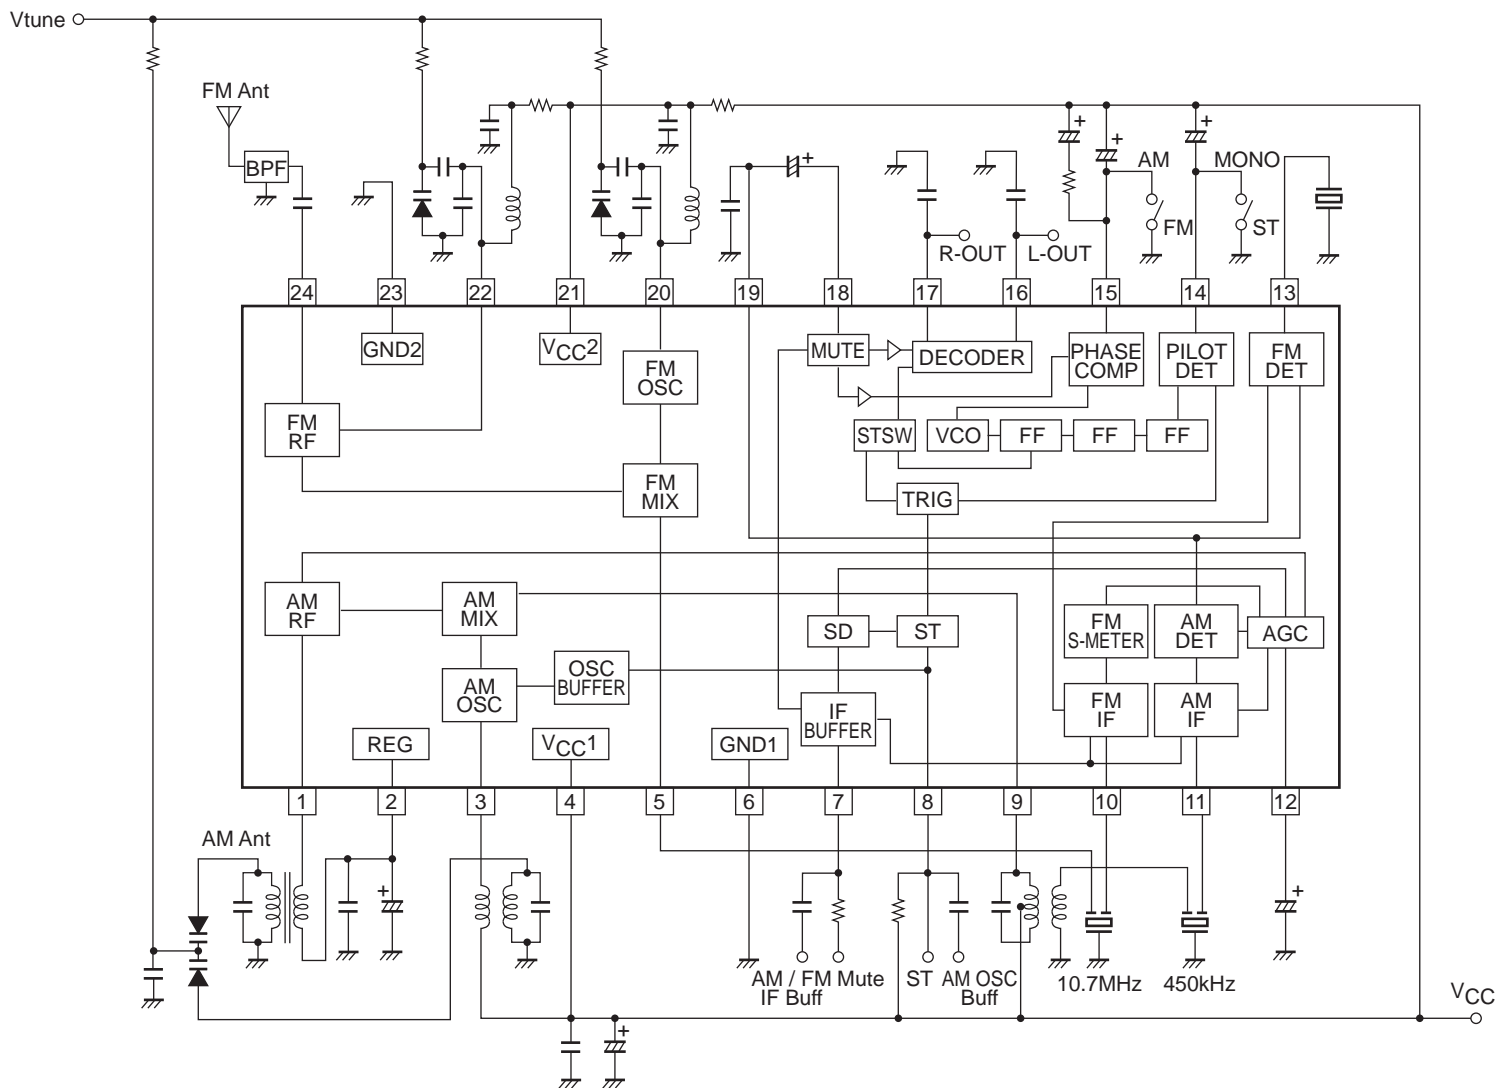 Vtune
FM Ant
BPF
+
+
+
+
AM
MONO
FM
ST
R-OUT
L-OUT
24
23
22
21
20
19
18
17
16
15
14
13
GND2
VCC2
FM
OSC
MUTE
DECODER
PHASE
COMP
PILOT
DET
FM
DET
FM
RF
STSW
VCO
FF
FF
FF
FM
MIX
TRIG
AM
RF
AM
MIX
SD
ST
FM
S-METER
AM
DET
AGC
OSC
BUFFER
AM
OSC
IF
BUFFER
FM
IF
AM
IF
REG
VCC1
GND1
1
2
3
4
5
6
7
8
9
10
11
12
AM Ant
+
+
AM / FM
IF Buff
Mute
ST
AM OSC
Buff
10.7MHz
450kHz
VCC
+